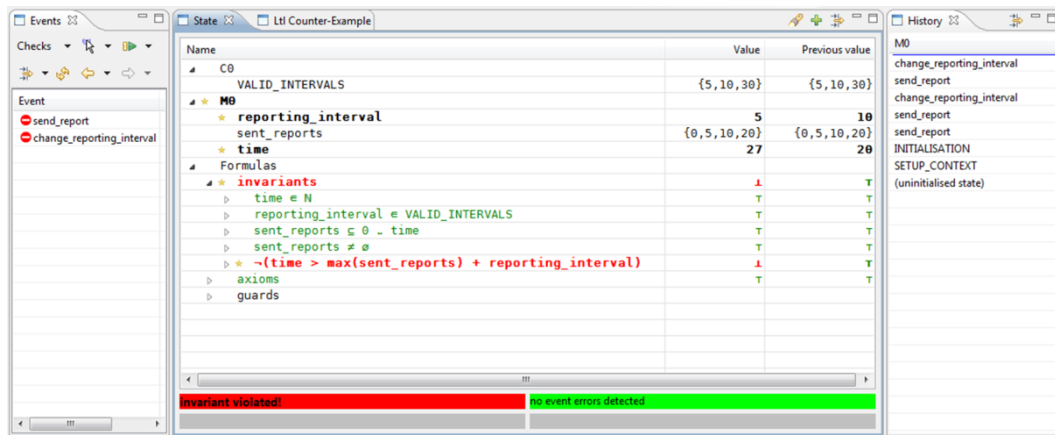 Events
Checks
Event
send_report
change_reporting_interval
State
Ltl Counter-Example
Name Value Previous value
C0
VALID_INTERVALS {5,10,30} {5,10,30}
M0
reporting_interval 5 10
sent_reports {0,5,10,20} {0,5,10,20}
time 27 20
Formulas
invariants ⊥ ⊤
time ∈ ℕ ⊤ ⊤
reporting_interval ∈ VALID_INTERVALS ⊤ ⊤
sent_reports ⊆ 0 ‥ time ⊤ ⊤
sent_reports ≠ ∅ ⊤ ⊤
¬(time > max(sent_reports) + reporting_interval) ⊥ ⊤
axioms ⊤ ⊤
guards
invariant violated!
no event errors detected
History
M0
change_reporting_interval
send_report
change_reporting_interval
send_report
send_report
INITIALISATION
SETUP_CONTEXT
(uninitialised state)